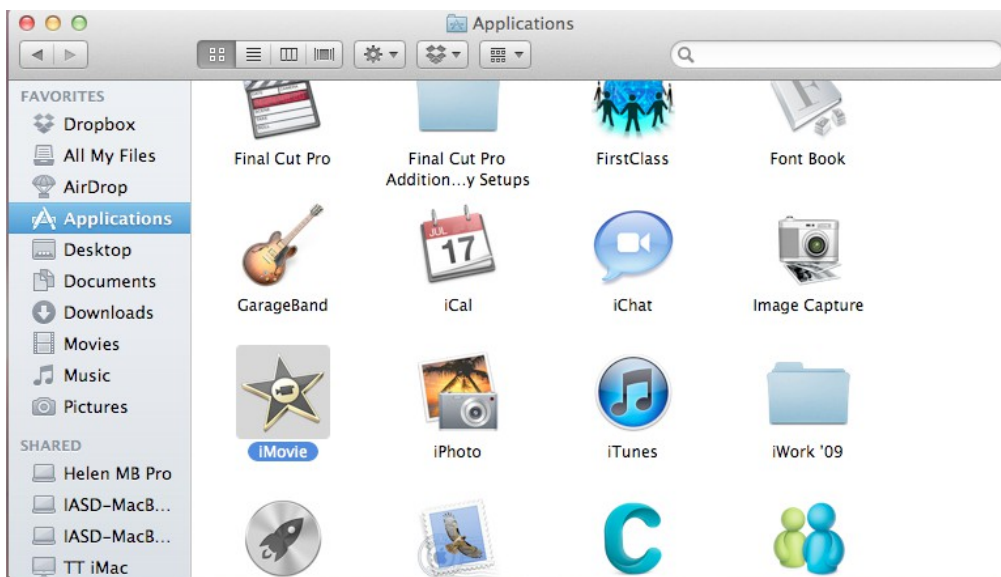 Applications
FAVORITES
Dropbox
All My Files
AirDrop
Applications
Desktop
Documents
Downloads
Movies
Music
Pictures
SHARED
Helen MB Pro
IASD-MacB...
IASD-MacB...
TT iMac
Final Cut Pro
Final Cut Pro
Addition...y Setups
FirstClass
Font Book
GarageBand
JUL
17
iCal
iChat
Image Capture
iMovie
iPhoto
iTunes
iWork '09